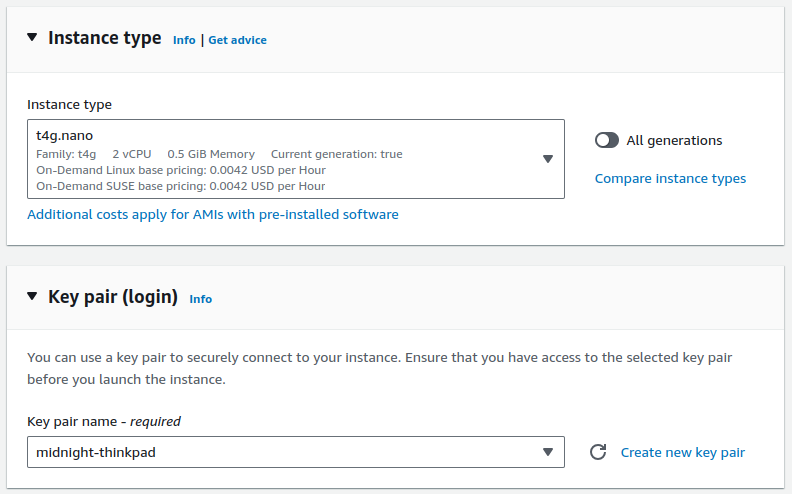 Instance type Info | Get advice
Instance type
t4g.nano
Family: t4g 2 vCPU 0.5 GiB Memory Current generation: true
On-Demand Linux base pricing: 0.0042 USD per Hour
On-Demand SUSE base pricing: 0.0042 USD per Hour
All generations
Compare instance types
Additional costs apply for AMIs with pre-installed software
Key pair (login) Info
You can use a key pair to securely connect to your instance. Ensure that you have access to the selected key pair
before you launch the instance.
Key pair name - required
midnight-thinkpad
Create new key pair